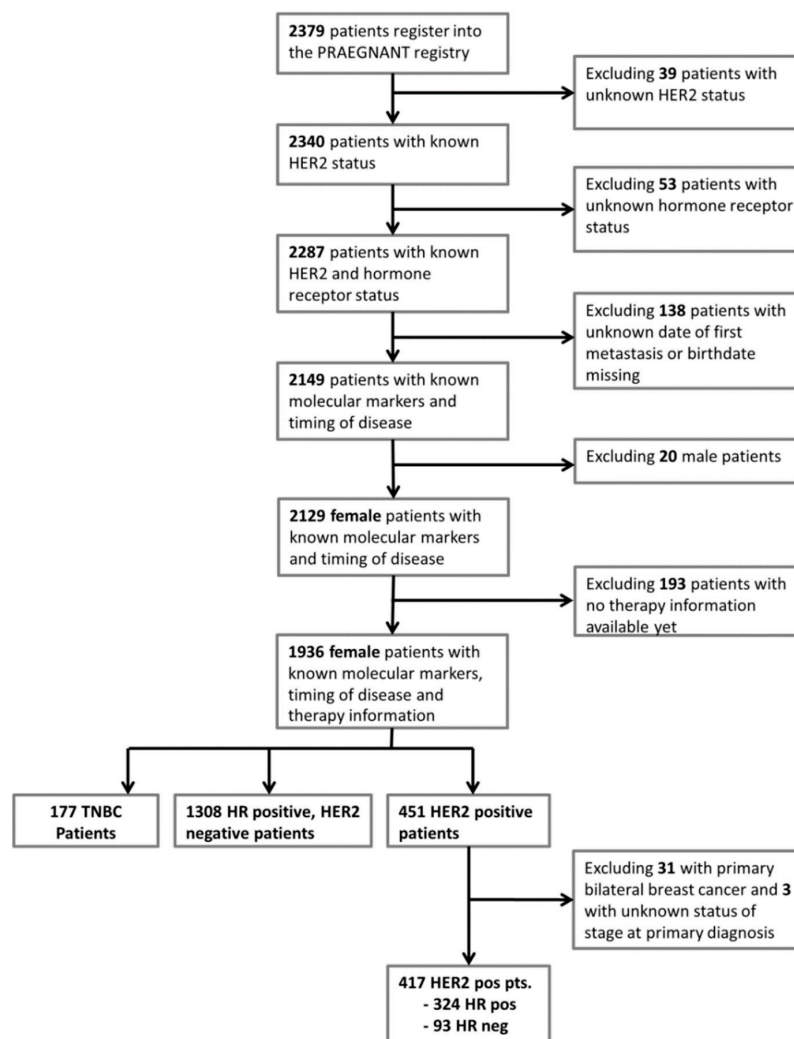 2379 patients register into
the PRAEGNANT registry
Excluding 39 patients with
unknown HER2 status
2340 patients with known
HER2 status
Excluding 53 patients with
unknown hormone receptor
status
2287 patients with known
HER2 and hormone
receptor status
Excluding 138 patients with
unknown date of first
metastasis or birthdate
missing
2149 patients with known
molecular markers and
timing of disease
Excluding 20 male patients
2129 female patients with
known molecular markers
and timing of disease
Excluding 193 patients with
no therapy information
available yet
1936 female patients with
known molecular markers,
timing of disease and
therapy information
177 TNBC
Patients
1308 HR positive, HER2
negative patients
451 HER2 positive
patients
Excluding 31 with primary
bilateral breast cancer and 3
with unknown status of
stage at primary diagnosis
417 HER2 pos pts.
- 324 HR pos
- 93 HR neg